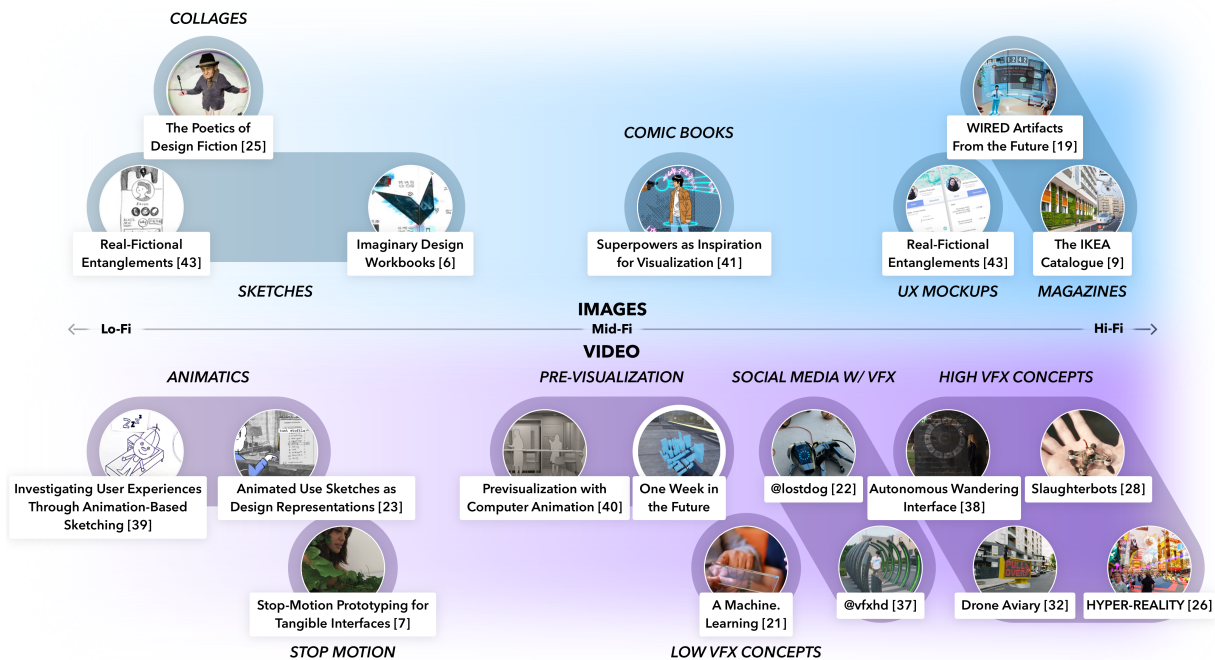 COLLAGES
The Poetics of
Design Fiction [25]
WIRED Artifacts
From the Future [19]
COMIC BOOKS
Real-Fictional
Entanglements [43]
Imaginary Design
Workbooks [6]
Superpowers as Inspiration
for Visualization [41]
Real-Fictional
Entanglements [43]
The IKEA
Catalogue [9]
SKETCHES
UX MOCKUPS
MAGAZINES
IMAGES
Lo-Fi
Mid-Fi
Hi-Fi
VIDEO
ANIMATICS
PRE-VISUALIZATION
SOCIAL MEDIA W/ VFX
HIGH VFX CONCEPTS
Investigating User Experiences
Through Animation-Based
Sketching [39]
Animated Use Sketches as
Design Representations [23]
Previsualization with
Computer Animation [40]
One Week in
the Future
@lostdog [22]
Autonomous Wandering
Interface [38]
Slaughterbots [28]
Stop-Motion Prototyping for
Tangible Interfaces [7]
A Machine.
Learning [21]
@vfxhd [37]
Drone Aviary [32]
HYPER-REALITY [26]
STOP MOTION
LOW VFX CONCEPTS